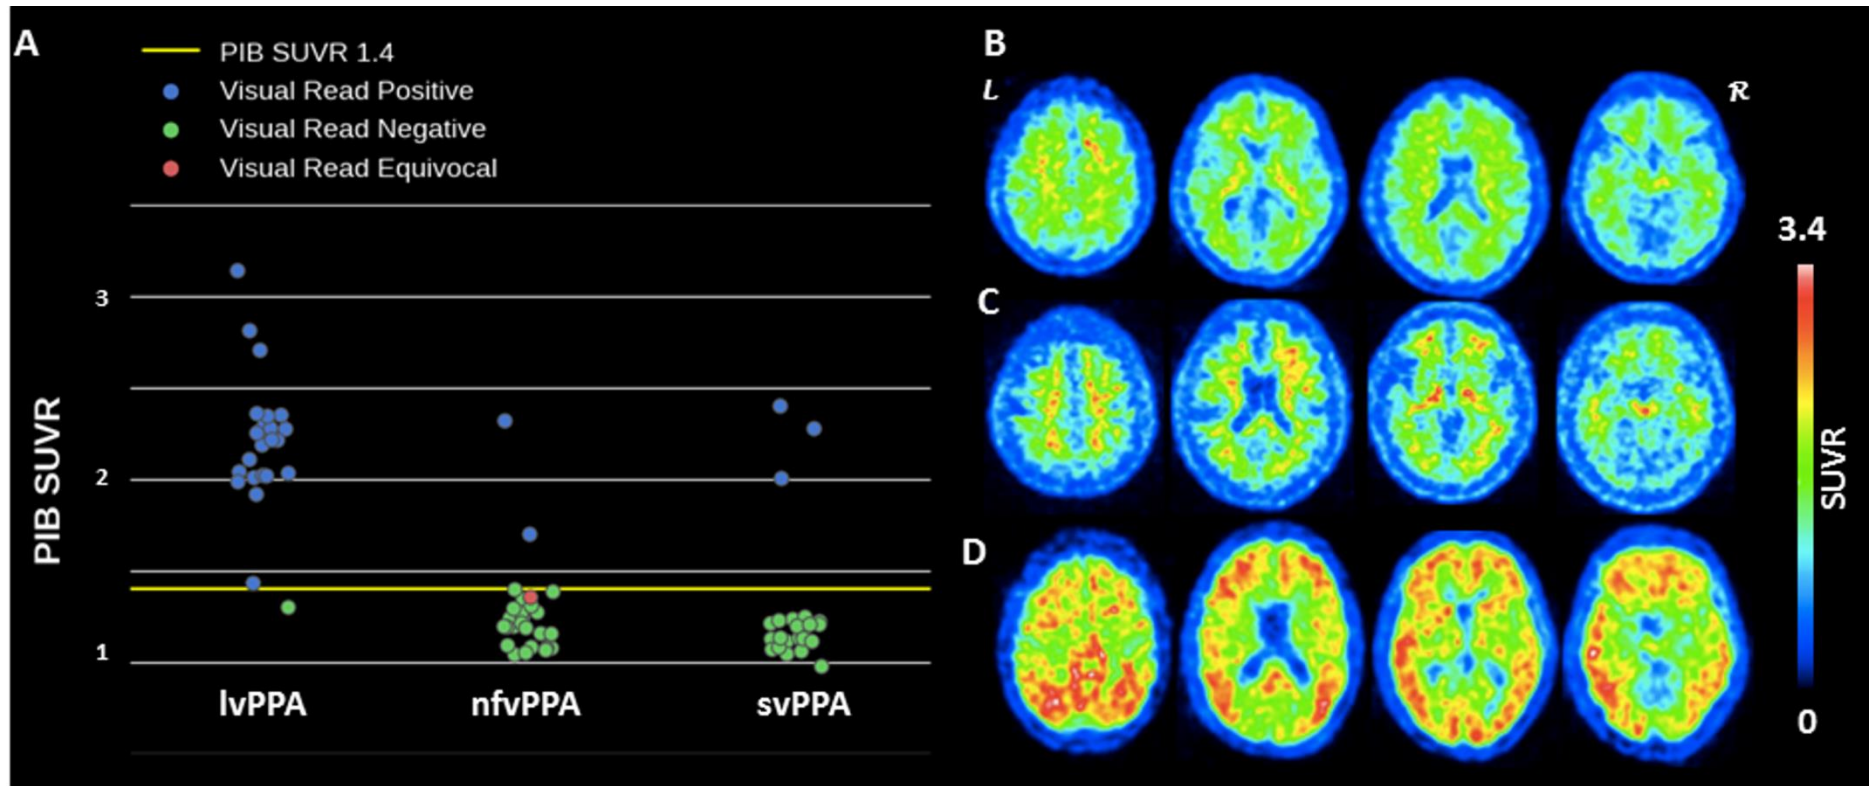 A
PIB SUVR 1.4
Visual Read Positive
Visual Read Negative
Visual Read Equivocal
3
2
1
PIB SUVR
lvPPA
nfvPPA
svPPA
B
L
R
C
D
3.4
SUVR
0